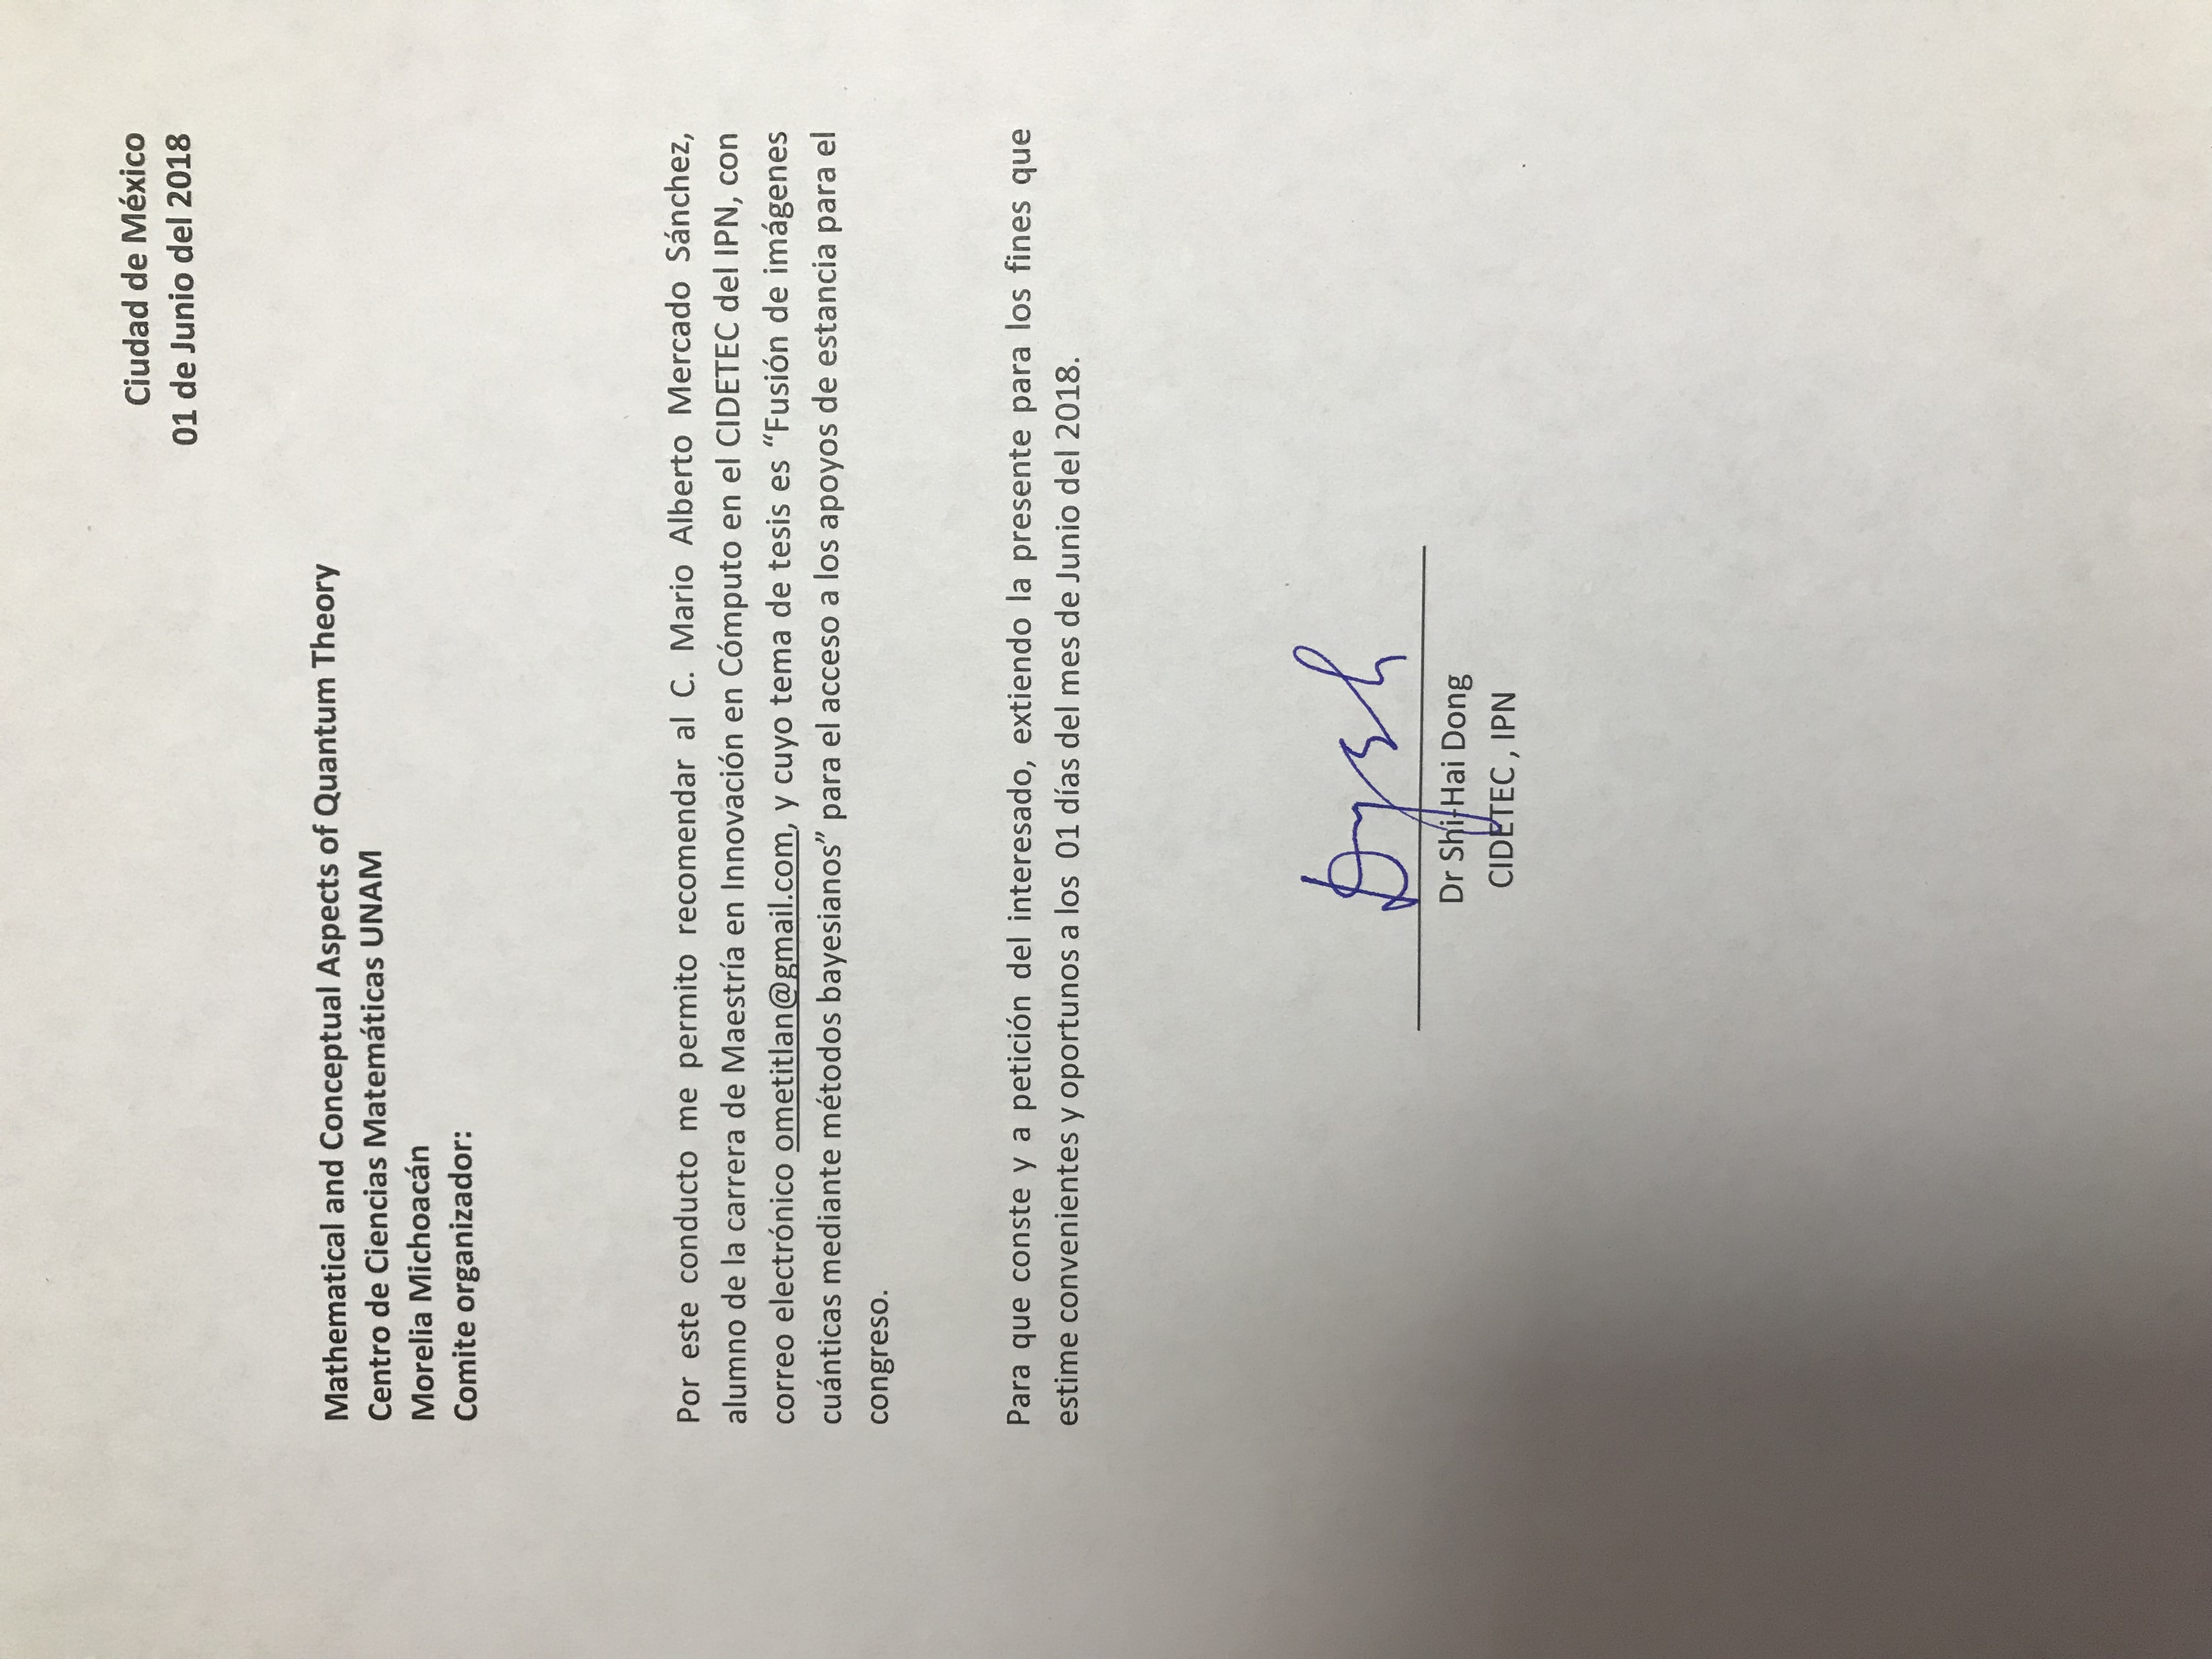 Ciudad de México
01 de Junio del 2018
Mathematical and Conceptual Aspects of Quantum Theory
Centro de Ciencias Matemáticas UNAM
Morelia Michoacán
Comite organizador:
Por este conducto me permito recomendar al C. Mario Alberto Mercado Sánchez,
alumno de la carrera de Maestría en Innovación en Cómputo en el CIDETEC del IPN, con
correo electrónico ometitlan@gmail.com, y cuyo tema de tesis es “Fusión de imágenes
cuánticas mediante métodos bayesianos” para el acceso a los apoyos de estancia para el
congreso.
Para que conste y a petición del interesado, extiendo la presente para los fines que
estime convenientes y oportunos a los  01 días del mes de Junio del 2018.
Dr Shi-Hai Dong
CIDETEC , IPN